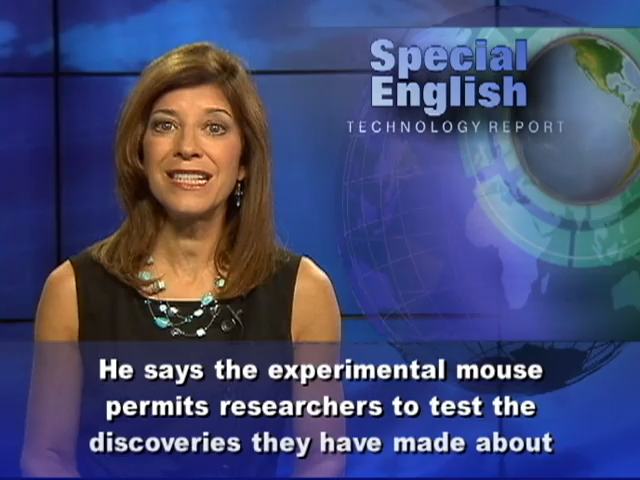 Special
English
TECHNOLOGY REPORT
He says the experimental mouse
permits researchers to test the
discoveries they have made about